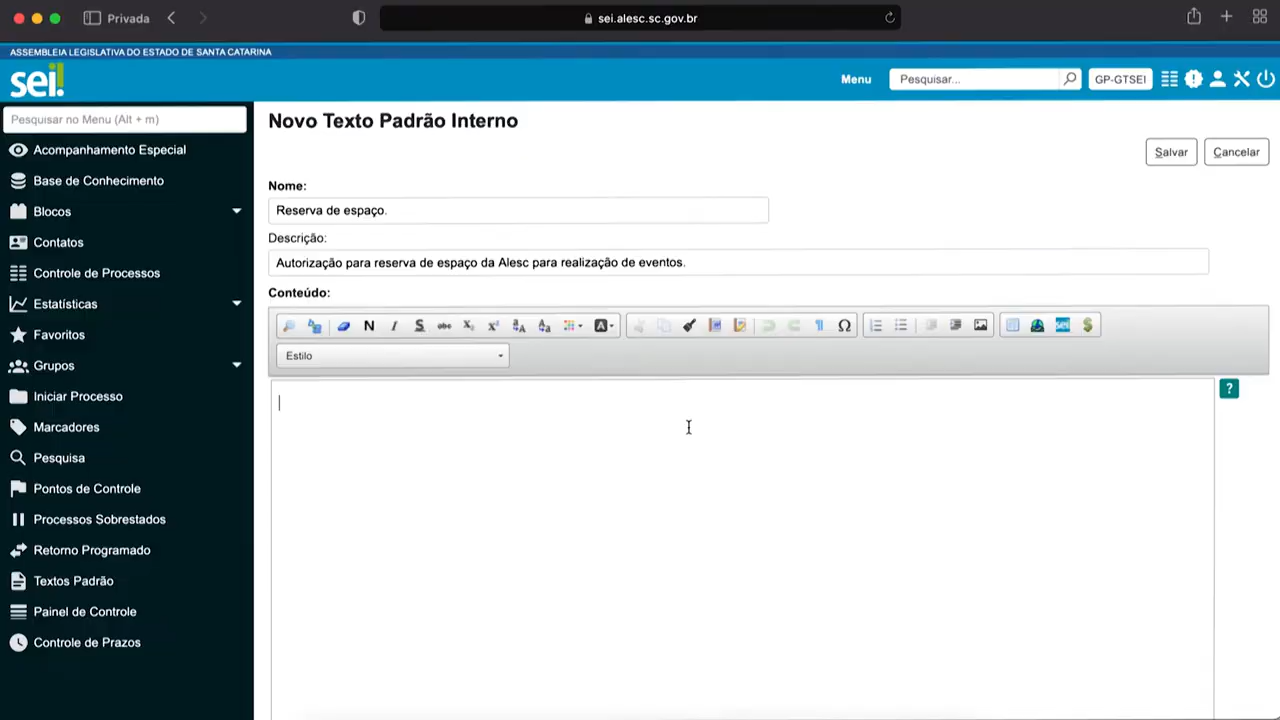 Privada
sei.alesc.sc.gov.br
ASSEMBLEIA LEGISLATIVA DO ESTADO DE SANTA CATARINA
sei!
Menu
Pesquisar...
GP-GTSEI
Pesquisar no Menu (Alt + m)
Acompanhamento Especial
Base de Conhecimento
Blocos
Contatos
Controle de Processos
Estatísticas
Favoritos
Grupos
Iniciar Processo
Marcadores
Pesquisa
Pontos de Controle
Processos Sobrestados
Retorno Programado
Textos Padrão
Painel de Controle
Controle de Prazos
Novo Texto Padrão Interno
Salvar
Cancelar
Nome:
Reserva de espaço.
Descrição:
Autorização para reserva de espaço da Alesc para realização de eventos.
Conteúdo:
N I S abc X₂ X² A A A ¶ Ω sei $
Estilo
?